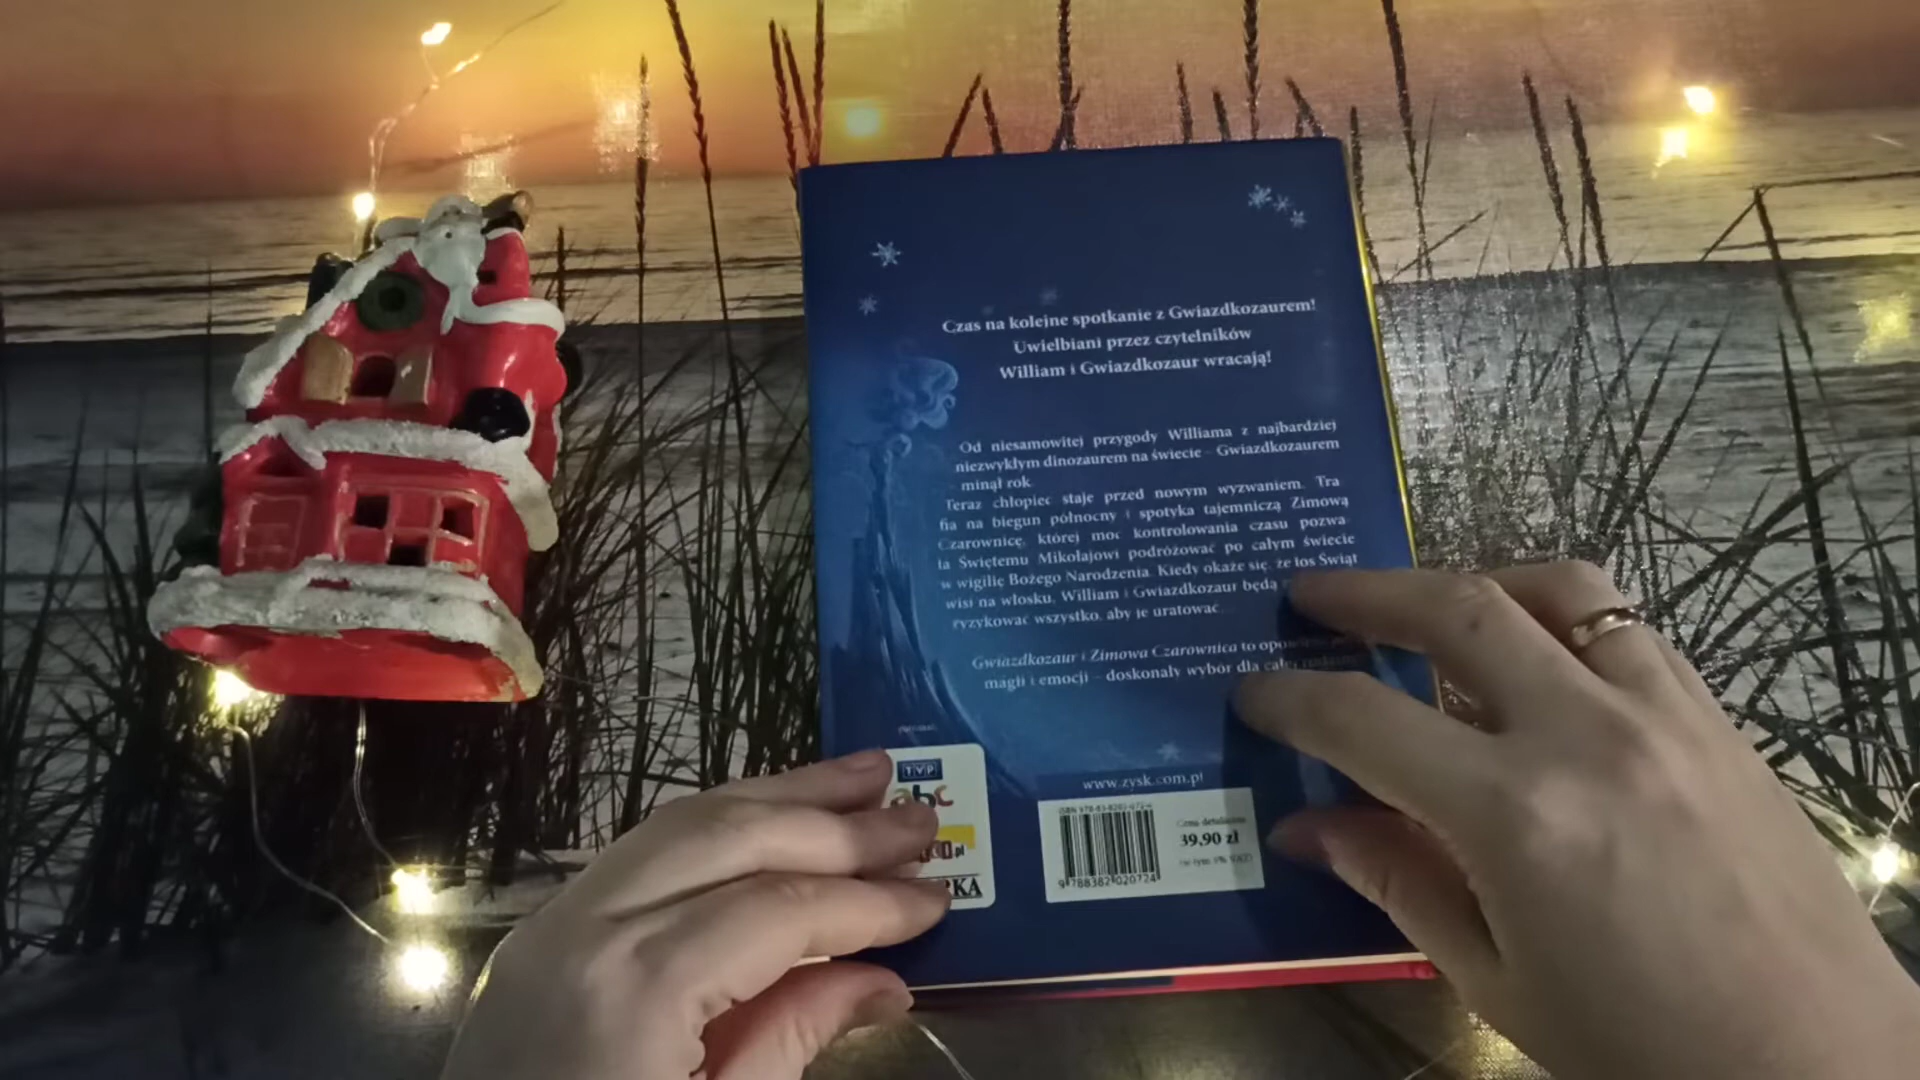 Czas na kolejne spotkanie z Gwiazdkozaurem!
Uwielbiani przez czytelników
William i Gwiazdkozaur wracają!
Od niesamowitej przygody Williama z najbardziej
niezwykłym dinozaurem na świecie – Gwiazdkozaurem
minął rok.
Teraz chłopiec staje przed nowym wyzwaniem. Tra
fia na biegun północny i spotyka tajemniczą Zimową
Czarownicę, której moc kontrolowania czasu pozwa
la Świętemu Mikołajowi podróżować po całym świecie
w wigilię Bożego Narodzenia. Kiedy okaże się, że los Świąt
wisi na włosku, William i Gwiazdkozaur będą
ryzykować wszystko, aby je uratować...
Gwiazdkozaur i Zimowa Czarownica to
magii i emocji – doskonały wybór dla całej
www.zysk.com.pl
TVP
abc
39,90 zł
9 788382 020724